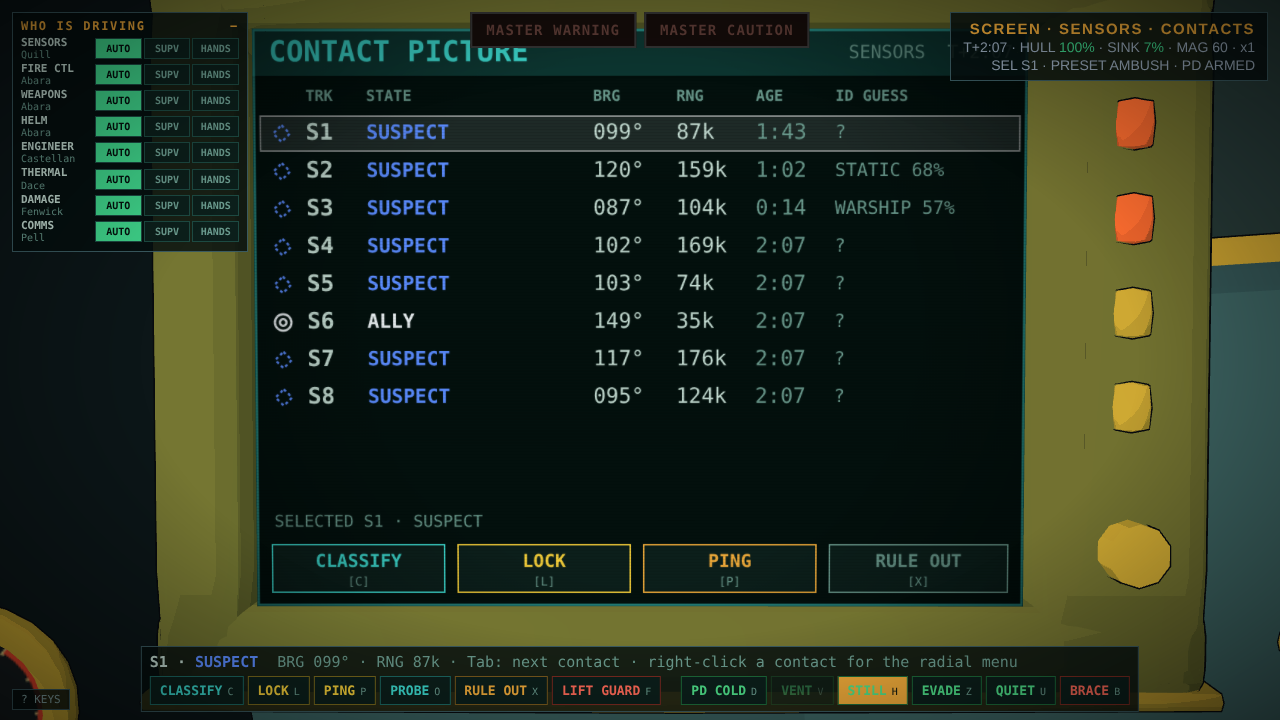 WHO IS DRIVING –
SENSORS
Quill
AUTO SUPV HANDS
FIRE CTL
Abara
AUTO SUPV HANDS
WEAPONS
Abara
AUTO SUPV HANDS
HELM
Abara
AUTO SUPV HANDS
ENGINEER
Castellan
AUTO SUPV HANDS
THERMAL
Dace
AUTO SUPV HANDS
DAMAGE
Fenwick
AUTO SUPV HANDS
COMMS
Pell
AUTO SUPV HANDS
MASTER WARNING MASTER CAUTION
SCREEN · SENSORS · CONTACTS
T+2:07 · HULL 100% · SINK 7% · MAG 60 · x1
SEL S1 · PRESET AMBUSH · PD ARMED
CONTACT PICTURE SENSORS
TRK STATE BRG RNG AGE ID GUESS
S1 SUSPECT 099° 87k 1:43 ?
S2 SUSPECT 120° 159k 1:02 STATIC 68%
S3 SUSPECT 087° 104k 0:14 WARSHIP 57%
S4 SUSPECT 102° 169k 2:07 ?
S5 SUSPECT 103° 74k 2:07 ?
S6 ALLY 149° 35k 2:07 ?
S7 SUSPECT 117° 176k 2:07 ?
S8 SUSPECT 095° 124k 2:07 ?
SELECTED S1 · SUSPECT
CLASSIFY LOCK PING RULE OUT
[C] [L] [P] [X]
S1 · SUSPECT BRG 099° · RNG 87k · Tab: next contact · right-click a contact for the radial menu
CLASSIFY C LOCK L PING P PROBE O RULE OUT X LIFT GUARD F PD COLD D VENT V STILL H EVADE Z QUIET U BRACE B
? KEYS